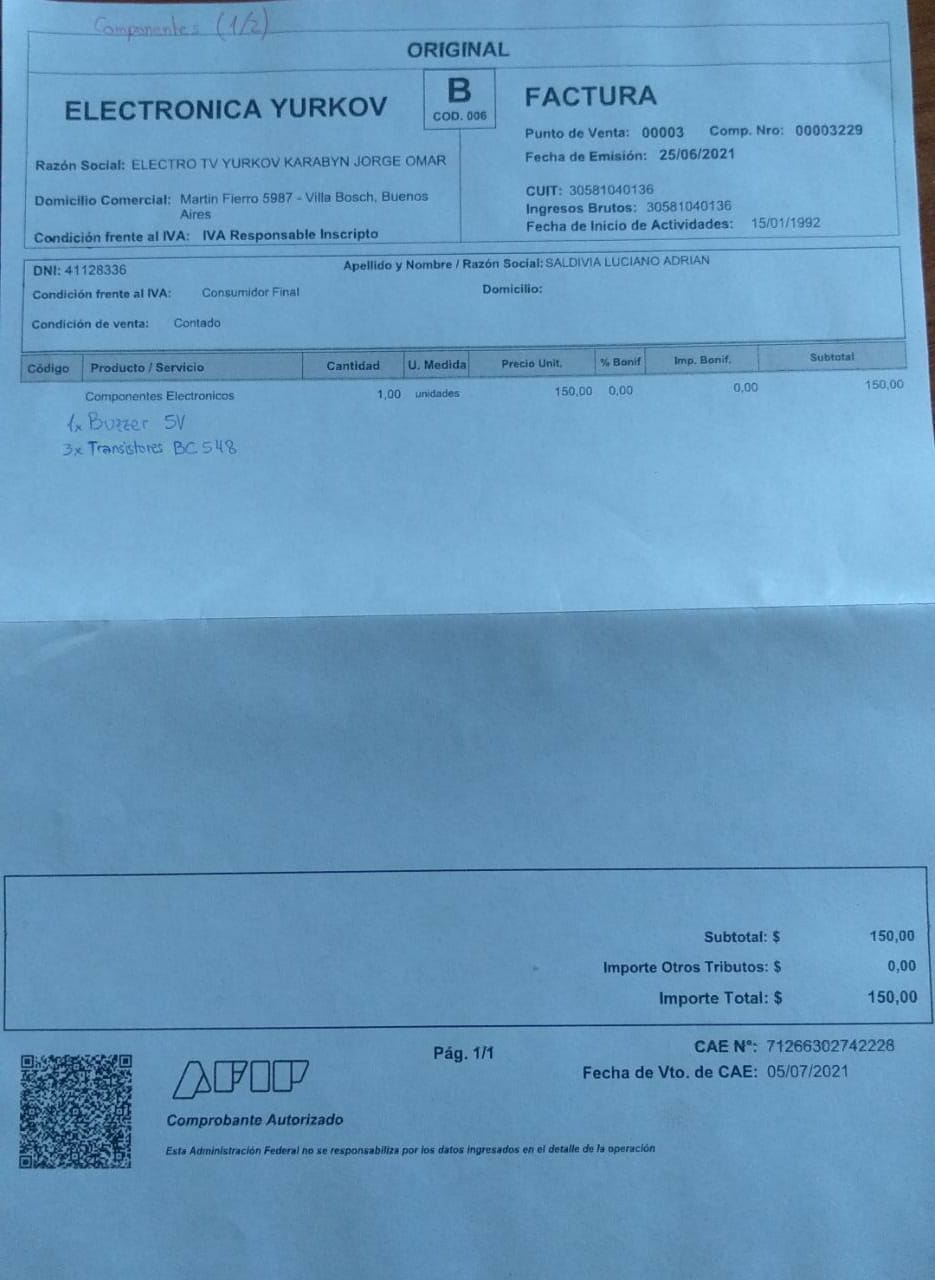 Componentes (1/2)
ORIGINAL
ELECTRONICA YURKOV
B
COD. 006
FACTURA
Punto de Venta: 00003 Comp. Nro: 00003229
Fecha de Emisión: 25/06/2021
Razón Social: ELECTRO TV YURKOV KARABYN JORGE OMAR
Domicilio Comercial: Martin Fierro 5987 - Villa Bosch, Buenos
Aires
Condición frente al IVA: IVA Responsable Inscripto
CUIT: 30581040136
Ingresos Brutos: 30581040136
Fecha de Inicio de Actividades: 15/01/1992
DNI: 41128336 Apellido y Nombre / Razón Social: SALDIVIA LUCIANO ADRIAN
Condición frente al IVA: Consumidor Final Domicilio:
Condición de venta: Contado
Código Producto / Servicio Cantidad U. Medida Precio Unit. % Bonif Imp. Bonif. Subtotal
Componentes Electronicos 1,00 unidades 150,00 0,00 0,00 150,00
1x Buzzer 5V
3x Transistores BC548
Subtotal: $ 150,00
Importe Otros Tributos: $ 0,00
Importe Total: $ 150,00
AFIP
Pág. 1/1
CAE N°: 71266302742228
Fecha de Vto. de CAE: 05/07/2021
Comprobante Autorizado
Esta Administración Federal no se responsabiliza por los datos ingresados en el detalle de la operación